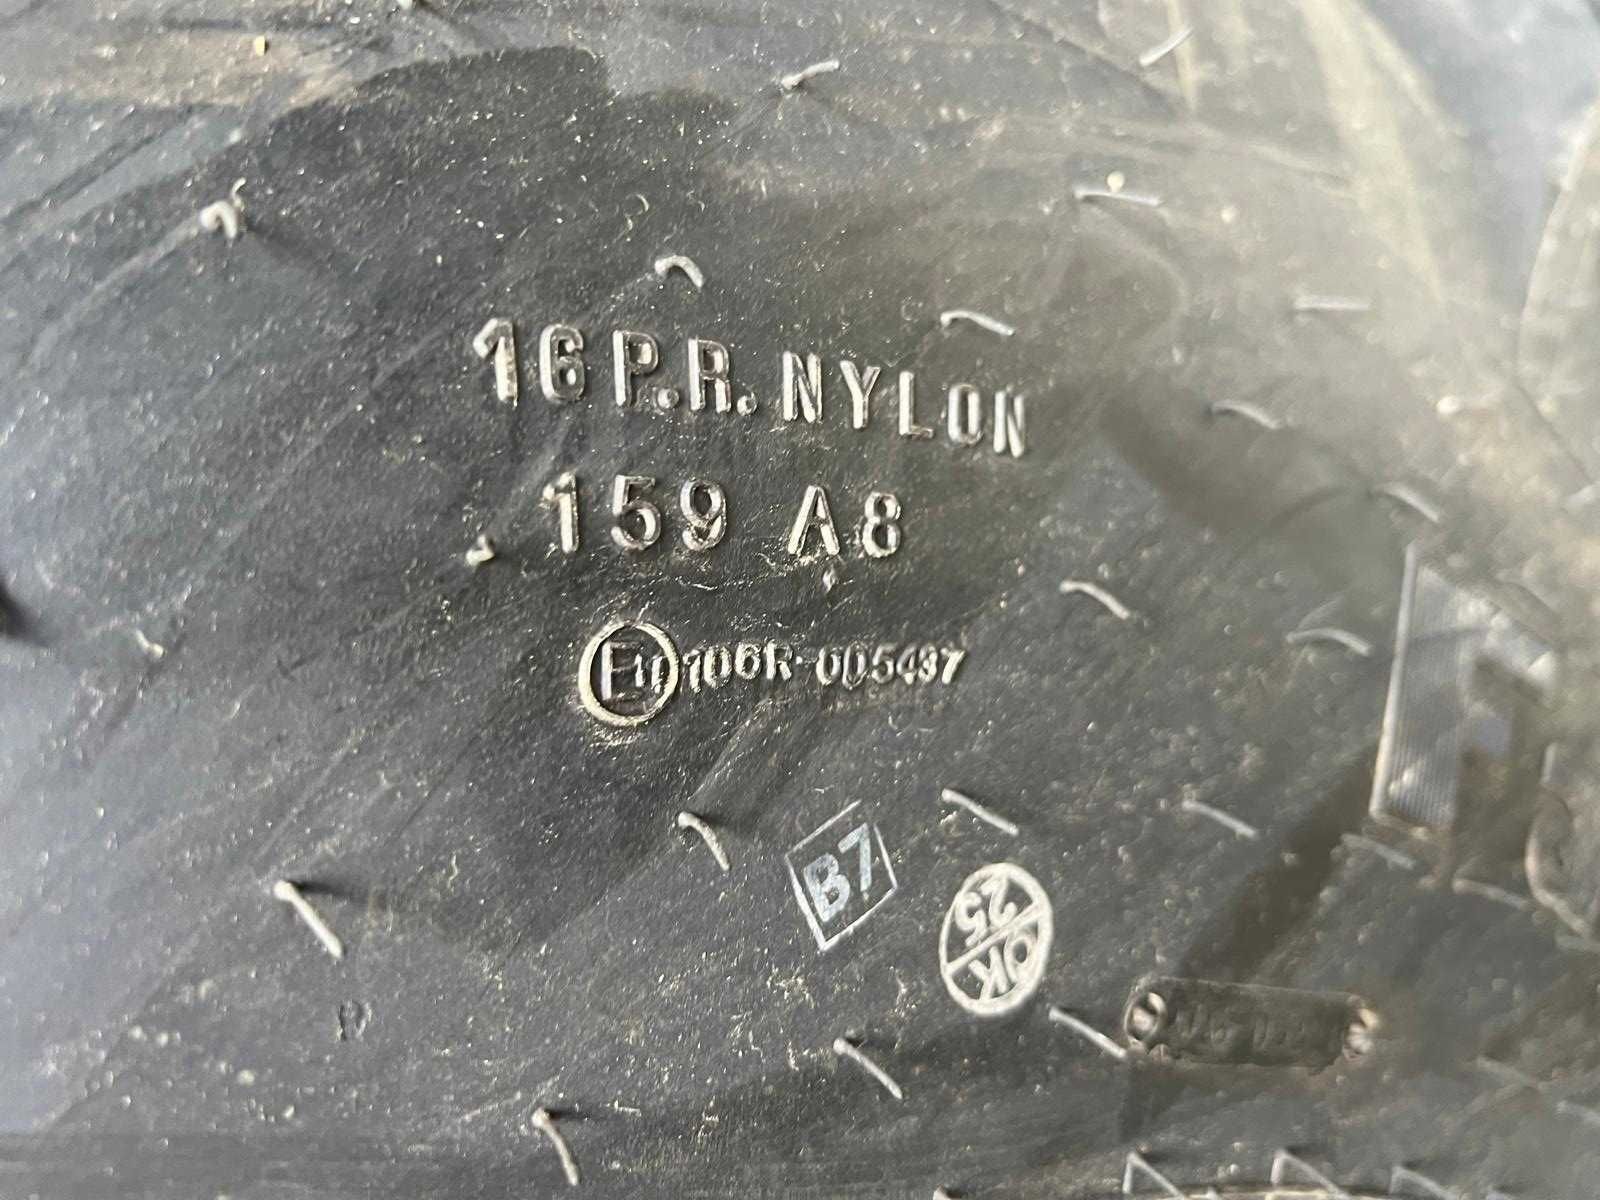 16 P.R. NYLON
159 A8
E11 106R-005437
B7
OK
25